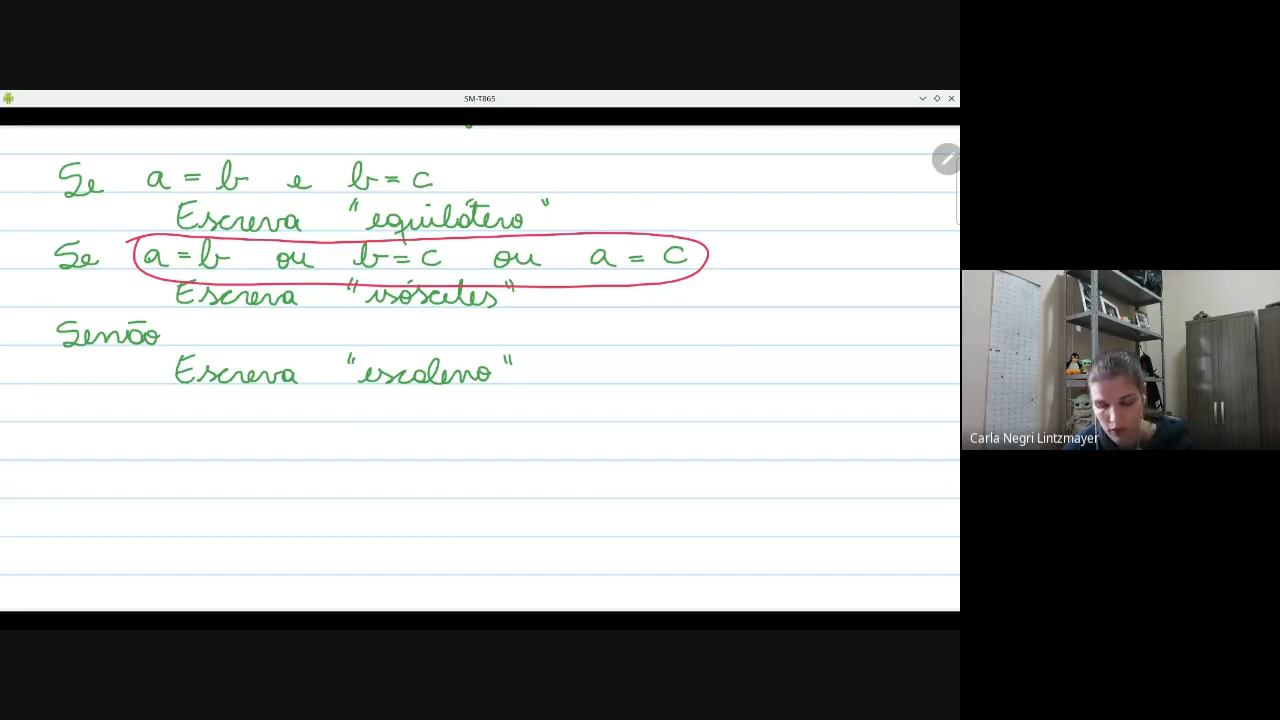 SM-T865
Se a = b e b = c
Escreva "equilátero"
Se a = b ou b = c ou a = c
Escreva "isósceles"
Senão
Escreva "escaleno"
Carla Negri Lintzmayer